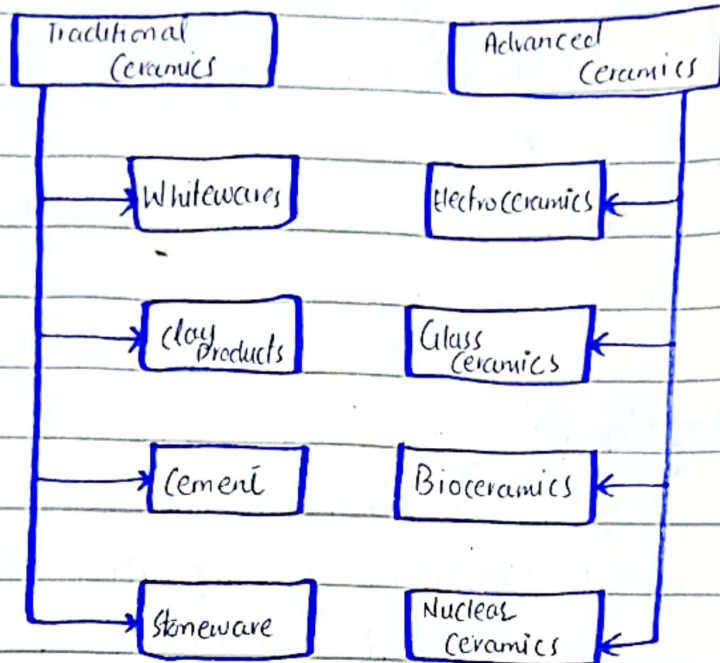 Traditional
Ceramics
Advanced
Ceramics
Whitewares
Electroceramics
Clay
Products
Glass
Ceramics
Cement
Bioceramics
Stoneware
Nuclear
Ceramics